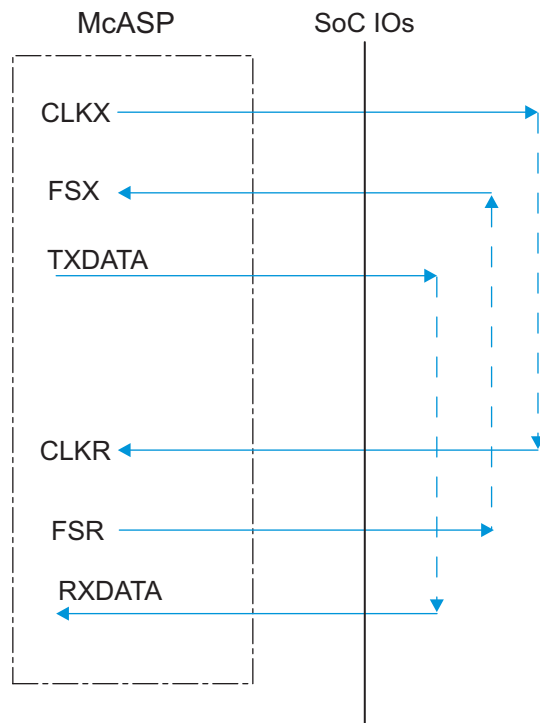 McASP
SoC IOs
CLKX
FSX
TXDATA
CLKR
FSR
RXDATA